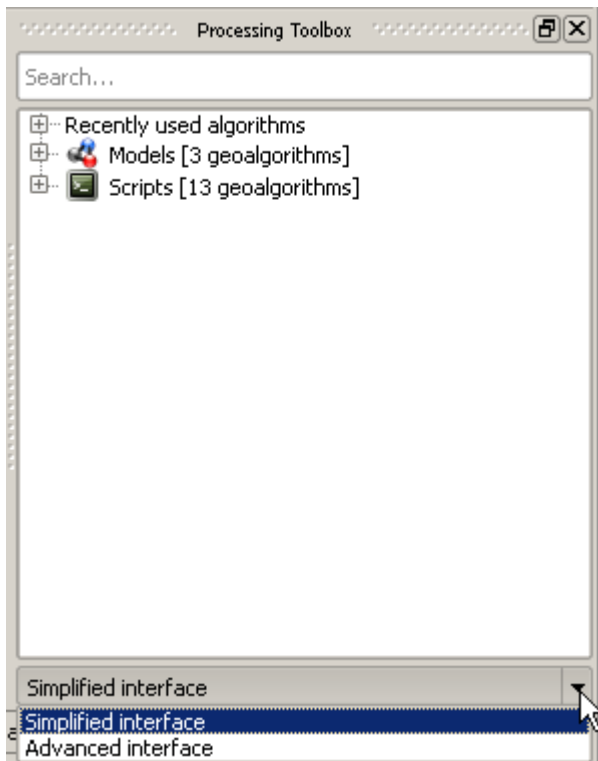 Processing Toolbox
Search...
Recently used algorithms
Models [3 geoalgorithms]
Scripts [13 geoalgorithms]
Simplified interface
Simplified interface
Advanced interface